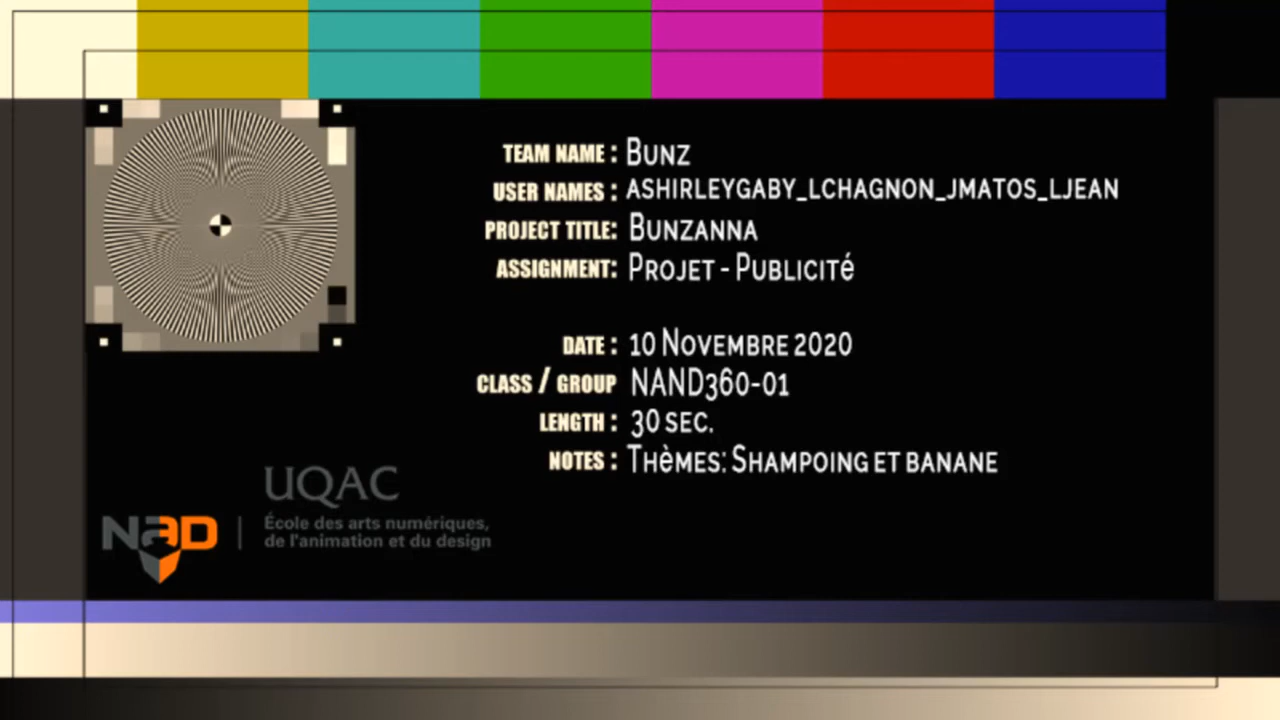 TEAM NAME : Bunz
USER NAMES : ASHIRLEYGABY_LCHAGNON_JMATOS_LJEAN
PROJECT TITLE: Bunzanna
ASSIGNMENT: Projet - Publicité
DATE : 10 Novembre 2020
CLASS / GROUP NAND360-01
LENGTH : 30 sec.
NOTES : Thèmes: Shampoing et banane
UQAC
NAD
École des arts numériques,
de l'animation et du design